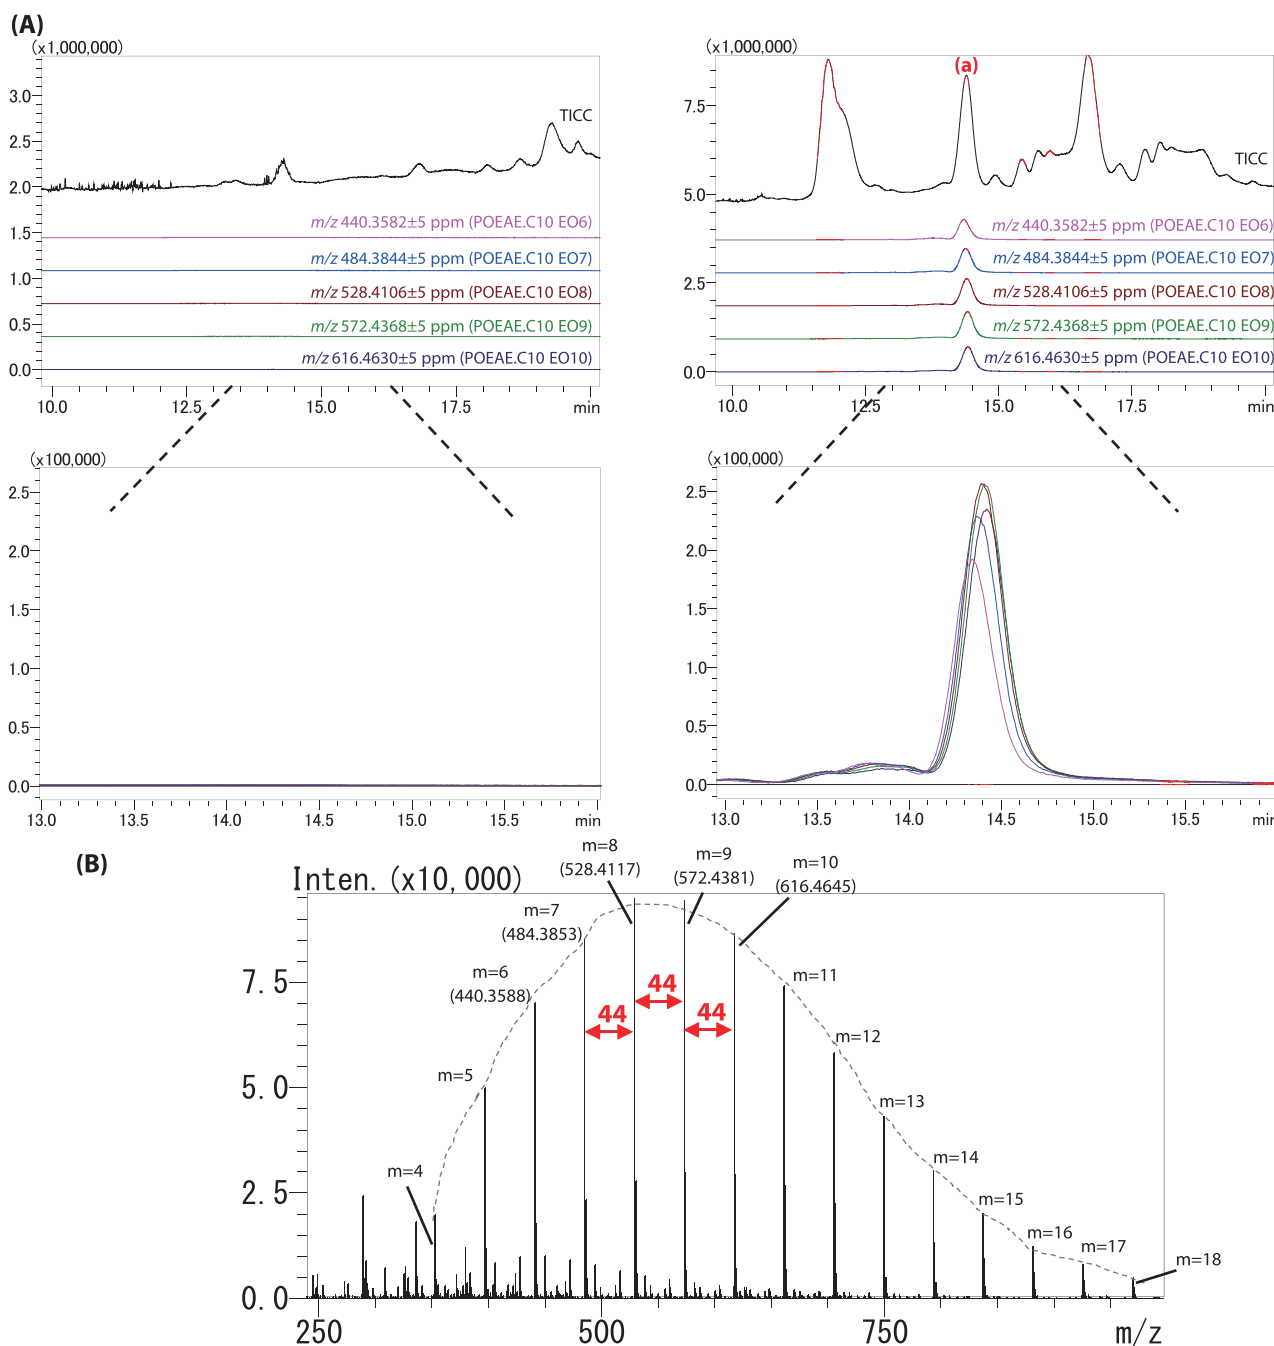 (A)
(x1,000,000)
3.0
2.5
2.0
1.5
1.0
0.5
0.0
TICC
m/z 440.3582±5 ppm (POEAE.C10 EO6)
m/z 484.3844±5 ppm (POEAE.C10 EO7)
m/z 528.4106±5 ppm (POEAE.C10 EO8)
m/z 572.4368±5 ppm (POEAE.C10 EO9)
m/z 616.4630±5 ppm (POEAE.C10 EO10)
10.0 12.5 15.0 17.5 min
(x1,000,000)
(a)
7.5
5.0
2.5
0.0
TICC
m/z 440.3582±5 ppm (POEAE.C10 EO6)
m/z 484.3844±5 ppm (POEAE.C10 EO7)
m/z 528.4106±5 ppm (POEAE.C10 EO8)
m/z 572.4368±5 ppm (POEAE.C10 EO9)
m/z 616.4630±5 ppm (POEAE.C10 EO10)
10.0 12.5 15.0 17.5 min
(x100,000)
2.5
2.0
1.5
1.0
0.5
0.0
13.0 13.5 14.0 14.5 15.0 15.5 min
(x100,000)
2.5
2.0
1.5
1.0
0.5
0.0
13.0 13.5 14.0 14.5 15.0 15.5 min
(B)
Inten. (x10,000)
7.5
5.0
2.5
0.0
m=4
m=5
m=6
(440.3588)
m=7
(484.3853)
m=8
(528.4117)
m=9
(572.4381)
m=10
(616.4645)
44
44
44
m=11
m=12
m=13
m=14
m=15
m=16
m=17
m=18
250 500 750 m/z